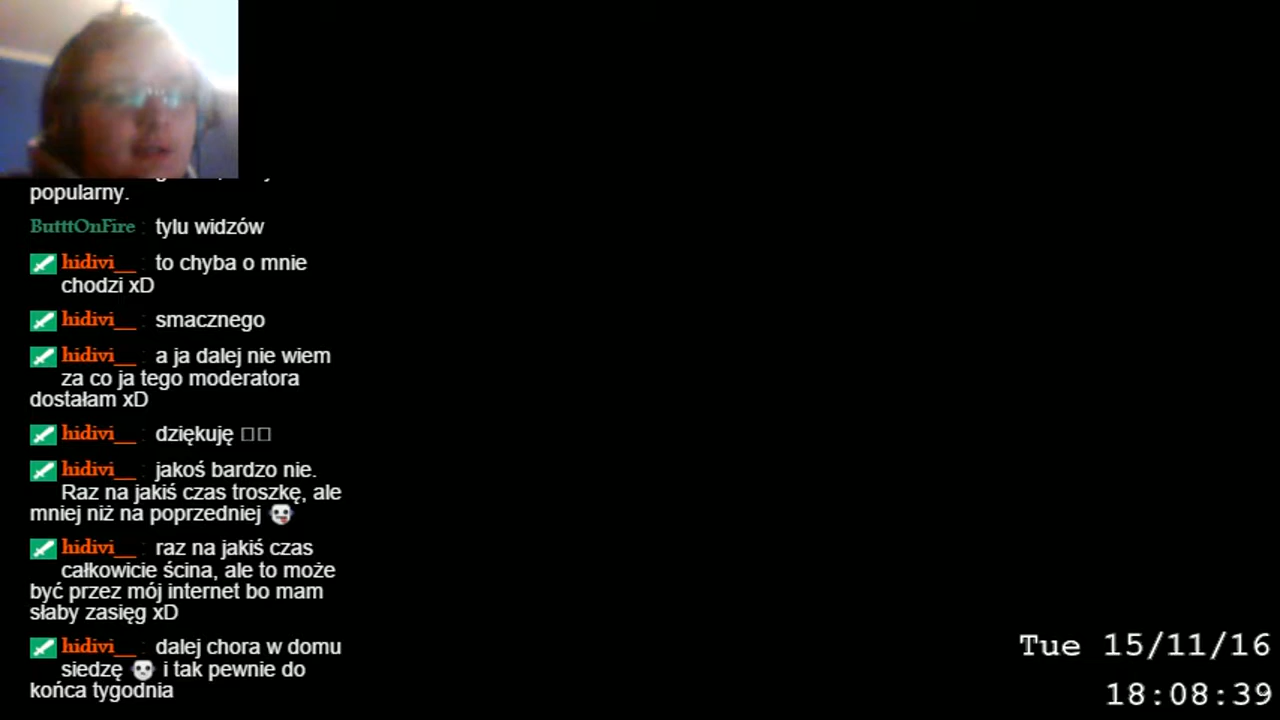 popularny.
ButttOnFire : tylu widzów
hidivi__ : to chyba o mnie
chodzi xD
hidivi__ : smacznego
hidivi__ : a ja dalej nie wiem
za co ja tego moderatora
dostałam xD
hidivi__ : dziękuję
hidivi__ : jakoś bardzo nie.
Raz na jakiś czas troszkę, ale
mniej niż na poprzedniej
hidivi__ : raz na jakiś czas
całkowicie ścina, ale to może
być przez mój internet bo mam
słaby zasięg xD
hidivi__ : dalej chora w domu
siedzę i tak pewnie do
końca tygodnia
Tue 15/11/16
18:08:39